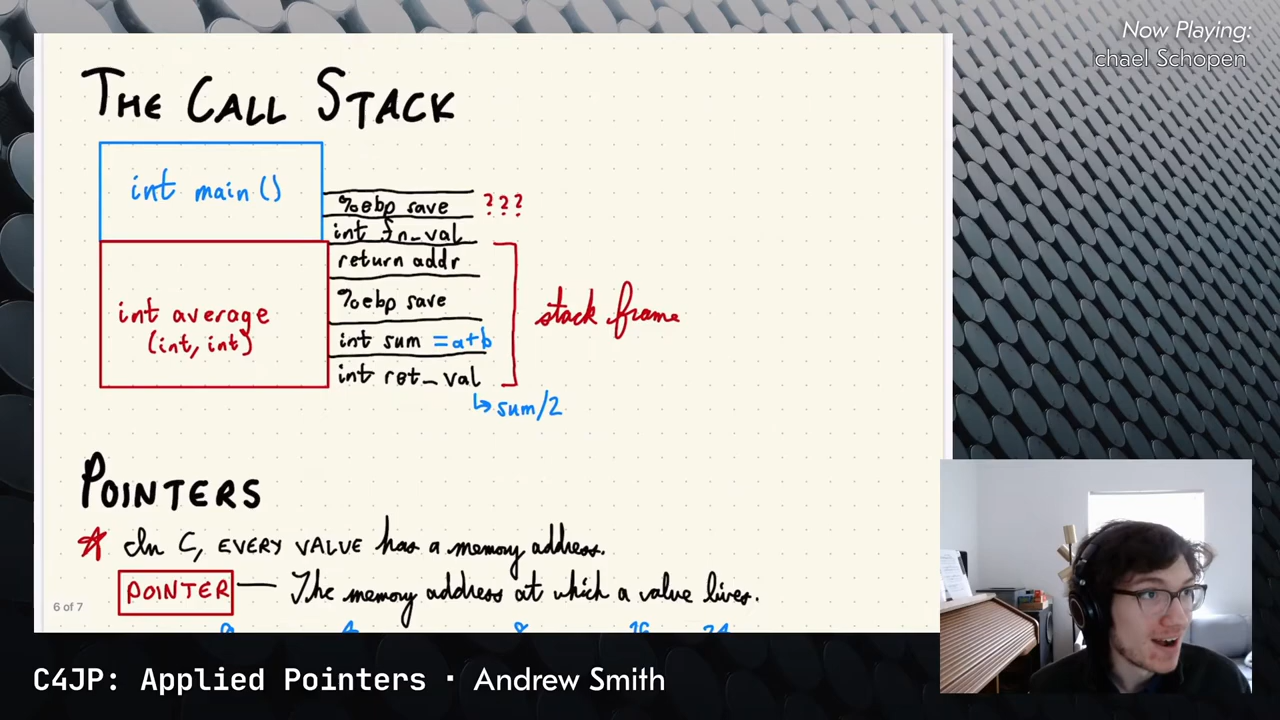 Now Playing:
chael Schopen
THE CALL STACK
int main()
%ebp save ???
int fn_val
return addr
%ebp save
int average
(int, int)
stack frame
int sum = a+b
int ret_val
↳ sum/2
POINTERS
☆ In C, EVERY VALUE has a memory address.
POINTER — The memory address at which a value lives.
6 of 7
C4JP: Applied Pointers · Andrew Smith